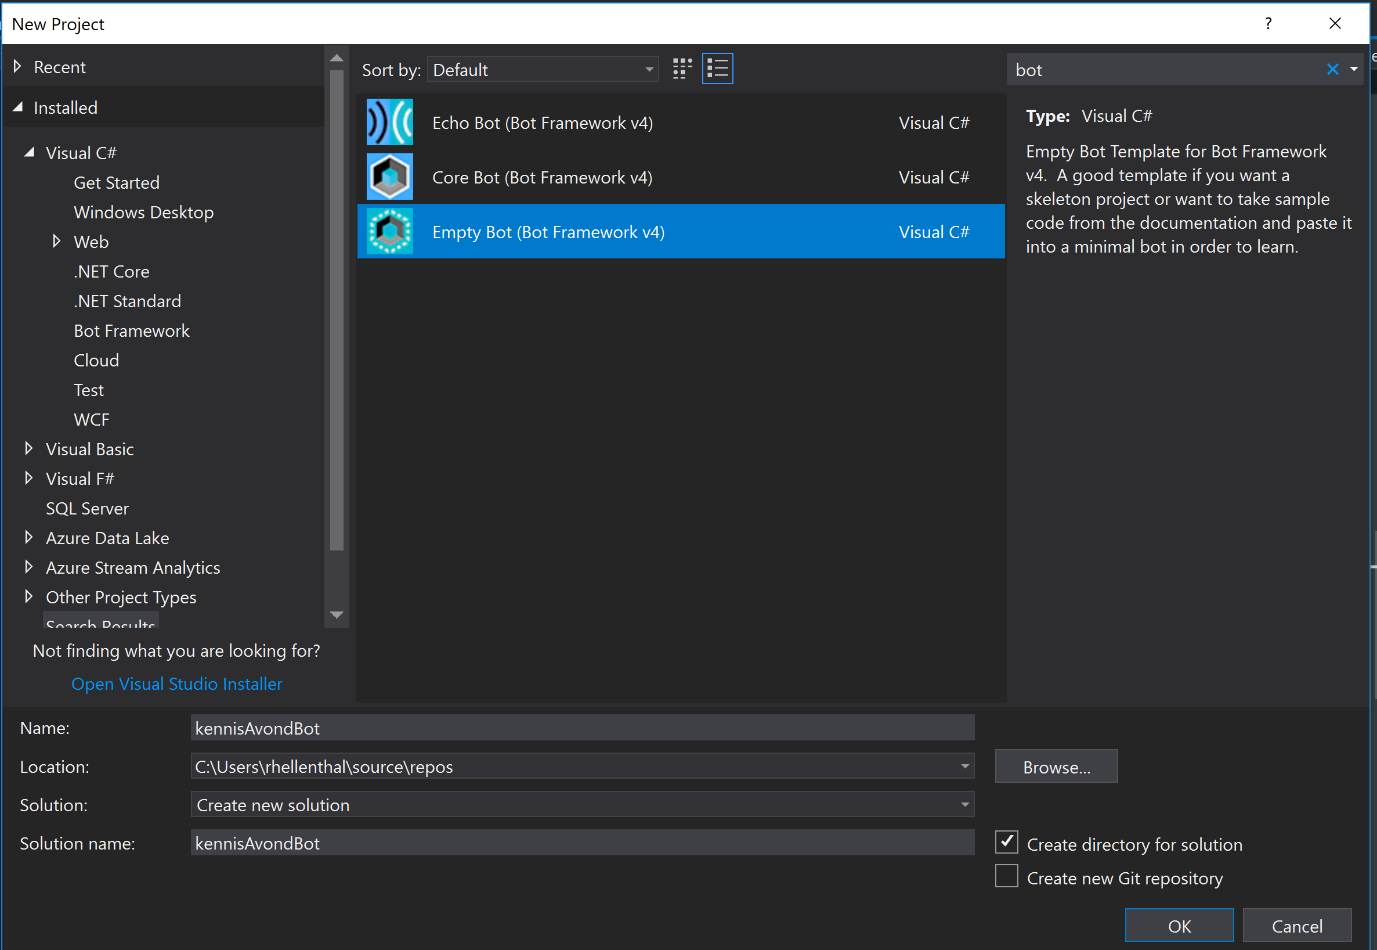 New Project
?
Recent
Installed
Visual C#
Get Started
Windows Desktop
Web
.NET Core
.NET Standard
Bot Framework
Cloud
Test
WCF
Visual Basic
Visual F#
SQL Server
Azure Data Lake
Azure Stream Analytics
Other Project Types
Search Results
Not finding what you are looking for?
Open Visual Studio Installer
Sort by: Default
Echo Bot (Bot Framework v4) Visual C#
Core Bot (Bot Framework v4) Visual C#
Empty Bot (Bot Framework v4) Visual C#
bot
Type: Visual C#
Empty Bot Template for Bot Framework
v4. A good template if you want a
skeleton project or want to take sample
code from the documentation and paste it
into a minimal bot in order to learn.
Name: kennisAvondBot
Location: C:\Users\rhellenthal\source\repos
Browse...
Solution: Create new solution
Solution name: kennisAvondBot
Create directory for solution
Create new Git repository
OK
Cancel